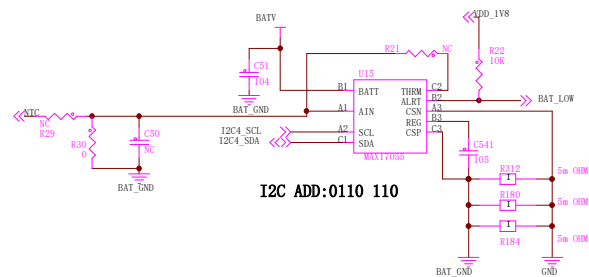 BATV
VDD_1V8
R21
NC
R22
10K
C51
104
BAT_GND
U15
B1
BATT
THRM
C2
ALRT
B2
BAT_LOW
NTC
NC
R29
A1
AIN
CSN
A3
REG
B3
I2C4_SCL
A2
SCL
CSP
C3
I2C4_SDA
C1
SDA
MAX17055
R30
0
C50
NC
C541
105
R312
5m OHM
BAT_GND
I2C ADD:0110 110
R180
5m OHM
R184
5m OHM
BAT_GND
GND